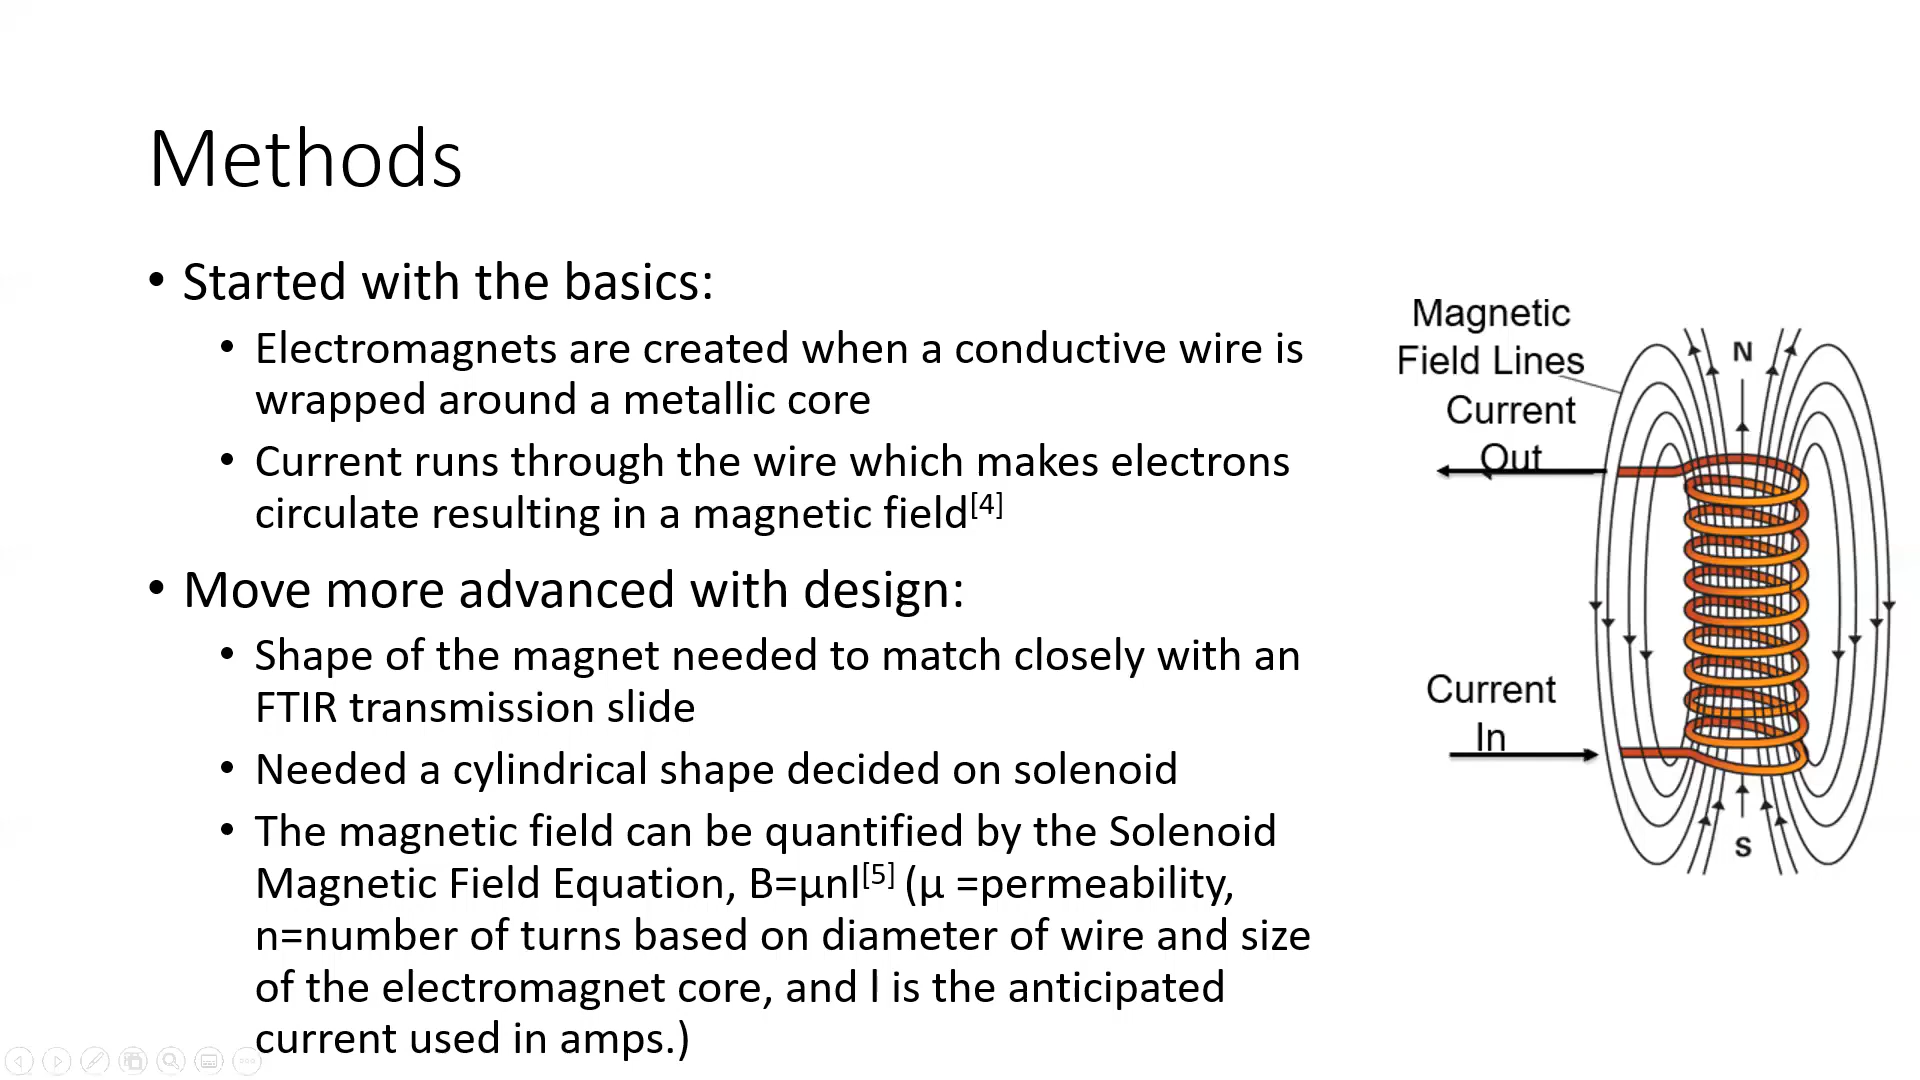 Methods
• Started with the basics:
• Electromagnets are created when a conductive wire is
wrapped around a metallic core
• Current runs through the wire which makes electrons
circulate resulting in a magnetic field[4]
• Move more advanced with design:
• Shape of the magnet needed to match closely with an
FTIR transmission slide
• Needed a cylindrical shape decided on solenoid
• The magnetic field can be quantified by the Solenoid
Magnetic Field Equation, B=μnl[5] (μ =permeability,
n=number of turns based on diameter of wire and size
of the electromagnet core, and l is the anticipated
current used in amps.)
Magnetic
Field Lines
Current
Out
Current
In
N
S